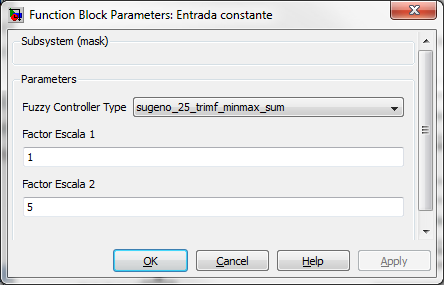 Function Block Parameters: Entrada constante
Subsystem (mask)
Parameters
Fuzzy Controller Type sugeno_25_trimf_minmax_sum
Factor Escala 1
1
Factor Escala 2
5
OK Cancel Help Apply